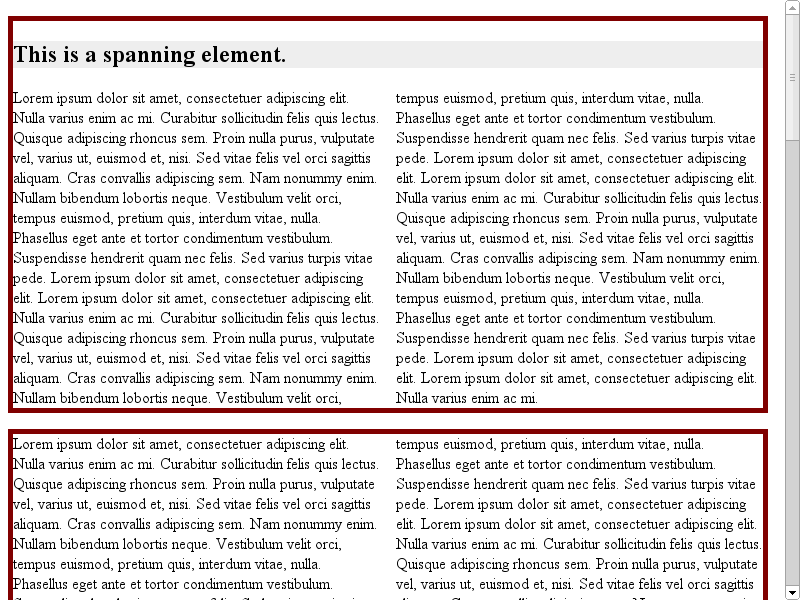 This is a spanning element.
Lorem ipsum dolor sit amet, consectetuer adipiscing elit.
Nulla varius enim ac mi. Curabitur sollicitudin felis quis lectus.
Quisque adipiscing rhoncus sem. Proin nulla purus, vulputate
vel, varius ut, euismod et, nisi. Sed vitae felis vel orci sagittis
aliquam. Cras convallis adipiscing sem. Nam nonummy enim.
Nullam bibendum lobortis neque. Vestibulum velit orci,
tempus euismod, pretium quis, interdum vitae, nulla.
Phasellus eget ante et tortor condimentum vestibulum.
Suspendisse hendrerit quam nec felis. Sed varius turpis vitae
pede. Lorem ipsum dolor sit amet, consectetuer adipiscing
elit. Lorem ipsum dolor sit amet, consectetuer adipiscing elit.
Nulla varius enim ac mi. Curabitur sollicitudin felis quis lectus.
Quisque adipiscing rhoncus sem. Proin nulla purus, vulputate
vel, varius ut, euismod et, nisi. Sed vitae felis vel orci sagittis
aliquam. Cras convallis adipiscing sem. Nam nonummy enim.
Nullam bibendum lobortis neque. Vestibulum velit orci,
tempus euismod, pretium quis, interdum vitae, nulla.
Phasellus eget ante et tortor condimentum vestibulum.
Suspendisse hendrerit quam nec felis. Sed varius turpis vitae
pede. Lorem ipsum dolor sit amet, consectetuer adipiscing
elit. Lorem ipsum dolor sit amet, consectetuer adipiscing elit.
Nulla varius enim ac mi. Curabitur sollicitudin felis quis lectus.
Quisque adipiscing rhoncus sem. Proin nulla purus, vulputate
vel, varius ut, euismod et, nisi. Sed vitae felis vel orci sagittis
aliquam. Cras convallis adipiscing sem. Nam nonummy enim.
Nullam bibendum lobortis neque. Vestibulum velit orci,
tempus euismod, pretium quis, interdum vitae, nulla.
Phasellus eget ante et tortor condimentum vestibulum.
Suspendisse hendrerit quam nec felis. Sed varius turpis vitae
pede. Lorem ipsum dolor sit amet, consectetuer adipiscing
elit. Lorem ipsum dolor sit amet, consectetuer adipiscing elit.
Nulla varius enim ac mi.
Lorem ipsum dolor sit amet, consectetuer adipiscing elit.
Nulla varius enim ac mi. Curabitur sollicitudin felis quis lectus.
Quisque adipiscing rhoncus sem. Proin nulla purus, vulputate
vel, varius ut, euismod et, nisi. Sed vitae felis vel orci sagittis
aliquam. Cras convallis adipiscing sem. Nam nonummy enim.
Nullam bibendum lobortis neque. Vestibulum velit orci,
tempus euismod, pretium quis, interdum vitae, nulla.
Phasellus eget ante et tortor condimentum vestibulum.
tempus euismod, pretium quis, interdum vitae, nulla.
Phasellus eget ante et tortor condimentum vestibulum.
Suspendisse hendrerit quam nec felis. Sed varius turpis vitae
pede. Lorem ipsum dolor sit amet, consectetuer adipiscing
elit. Lorem ipsum dolor sit amet, consectetuer adipiscing elit.
Nulla varius enim ac mi. Curabitur sollicitudin felis quis lectus.
Quisque adipiscing rhoncus sem. Proin nulla purus, vulputate
vel, varius ut, euismod et, nisi. Sed vitae felis vel orci sagittis